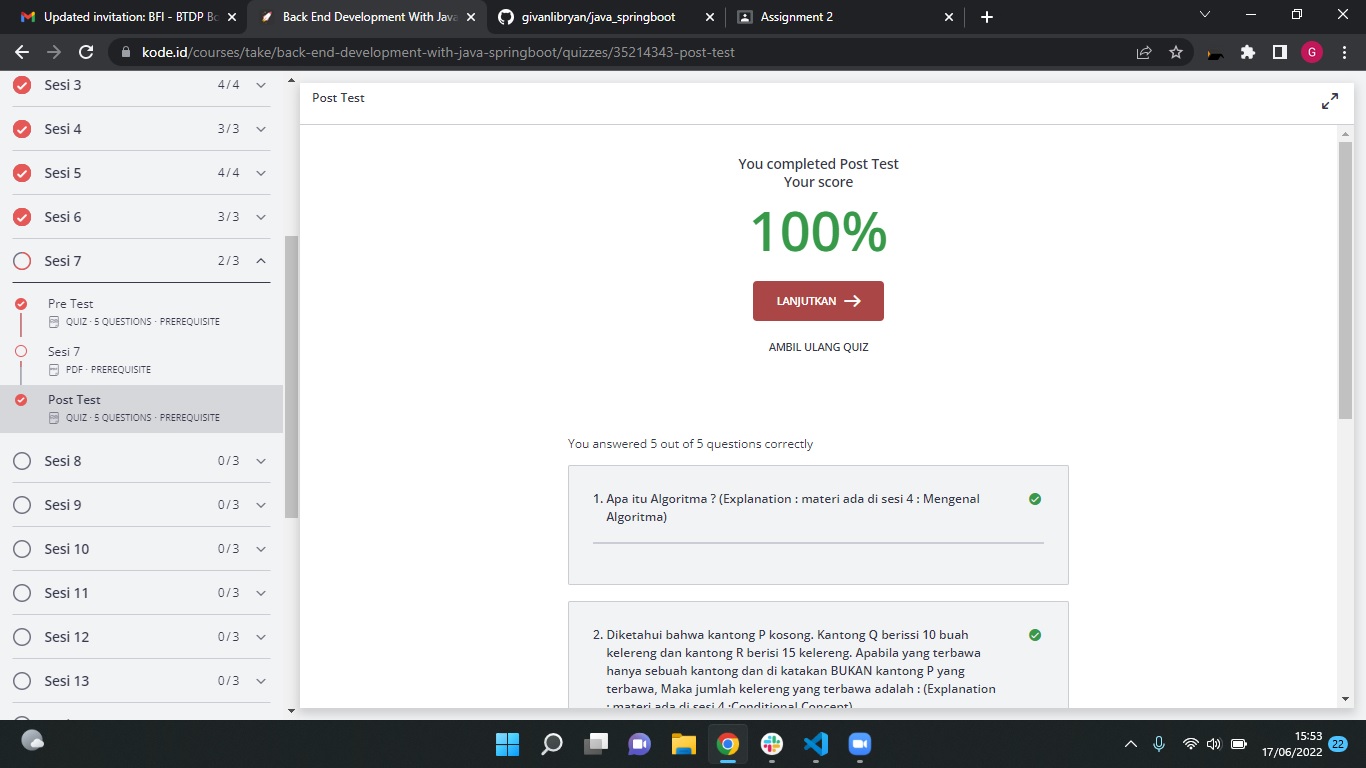 Updated invitation: BFI - BTDP Bo
Back End Development With Java
givanlibryan/java_springboot
Assignment 2
kode.id/courses/take/back-end-development-with-java-springboot/quizzes/35214343-post-test
G
Sesi 3
4 / 4
Sesi 4
3 / 3
Sesi 5
4 / 4
Sesi 6
3 / 3
Sesi 7
2 / 3
Pre Test
QUIZ · 5 QUESTIONS · PREREQUISITE
Sesi 7
PDF · PREREQUISITE
Post Test
QUIZ · 5 QUESTIONS · PREREQUISITE
Sesi 8
0 / 3
Sesi 9
0 / 3
Sesi 10
0 / 3
Sesi 11
0 / 3
Sesi 12
0 / 3
Sesi 13
0 / 3
Post Test
You completed Post Test
Your score
100%
LANJUTKAN
AMBIL ULANG QUIZ
You answered 5 out of 5 questions correctly
1. Apa itu Algoritma ? (Explanation : materi ada di sesi 4 : Mengenal
Algoritma)
2. Diketahui bahwa kantong P kosong. Kantong Q berissi 10 buah
kelereng dan kantong R berisi 15 kelereng. Apabila yang terbawa
hanya sebuah kantong dan di katakan BUKAN kantong P yang
terbawa, Maka jumlah kelereng yang terbawa adalah : (Explanation
: materi ada di sesi 4 :Conditional Concept)
15:53
17/06/2022
22